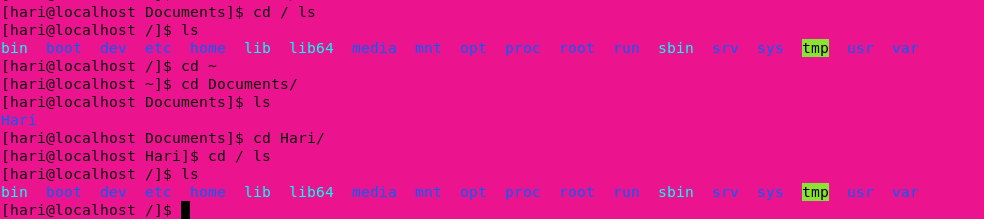 [hari@localhost Documents]$ cd / ls
[hari@localhost /]$ ls
bin boot dev etc home lib lib64 media mnt opt proc root run sbin srv sys tmp usr var
[hari@localhost /]$ cd ~
[hari@localhost ~]$ cd Documents/
[hari@localhost Documents]$ ls
Hari
[hari@localhost Documents]$ cd Hari/
[hari@localhost Hari]$ cd / ls
[hari@localhost /]$ ls
bin boot dev etc home lib lib64 media mnt opt proc root run sbin srv sys tmp usr var
[hari@localhost /]$